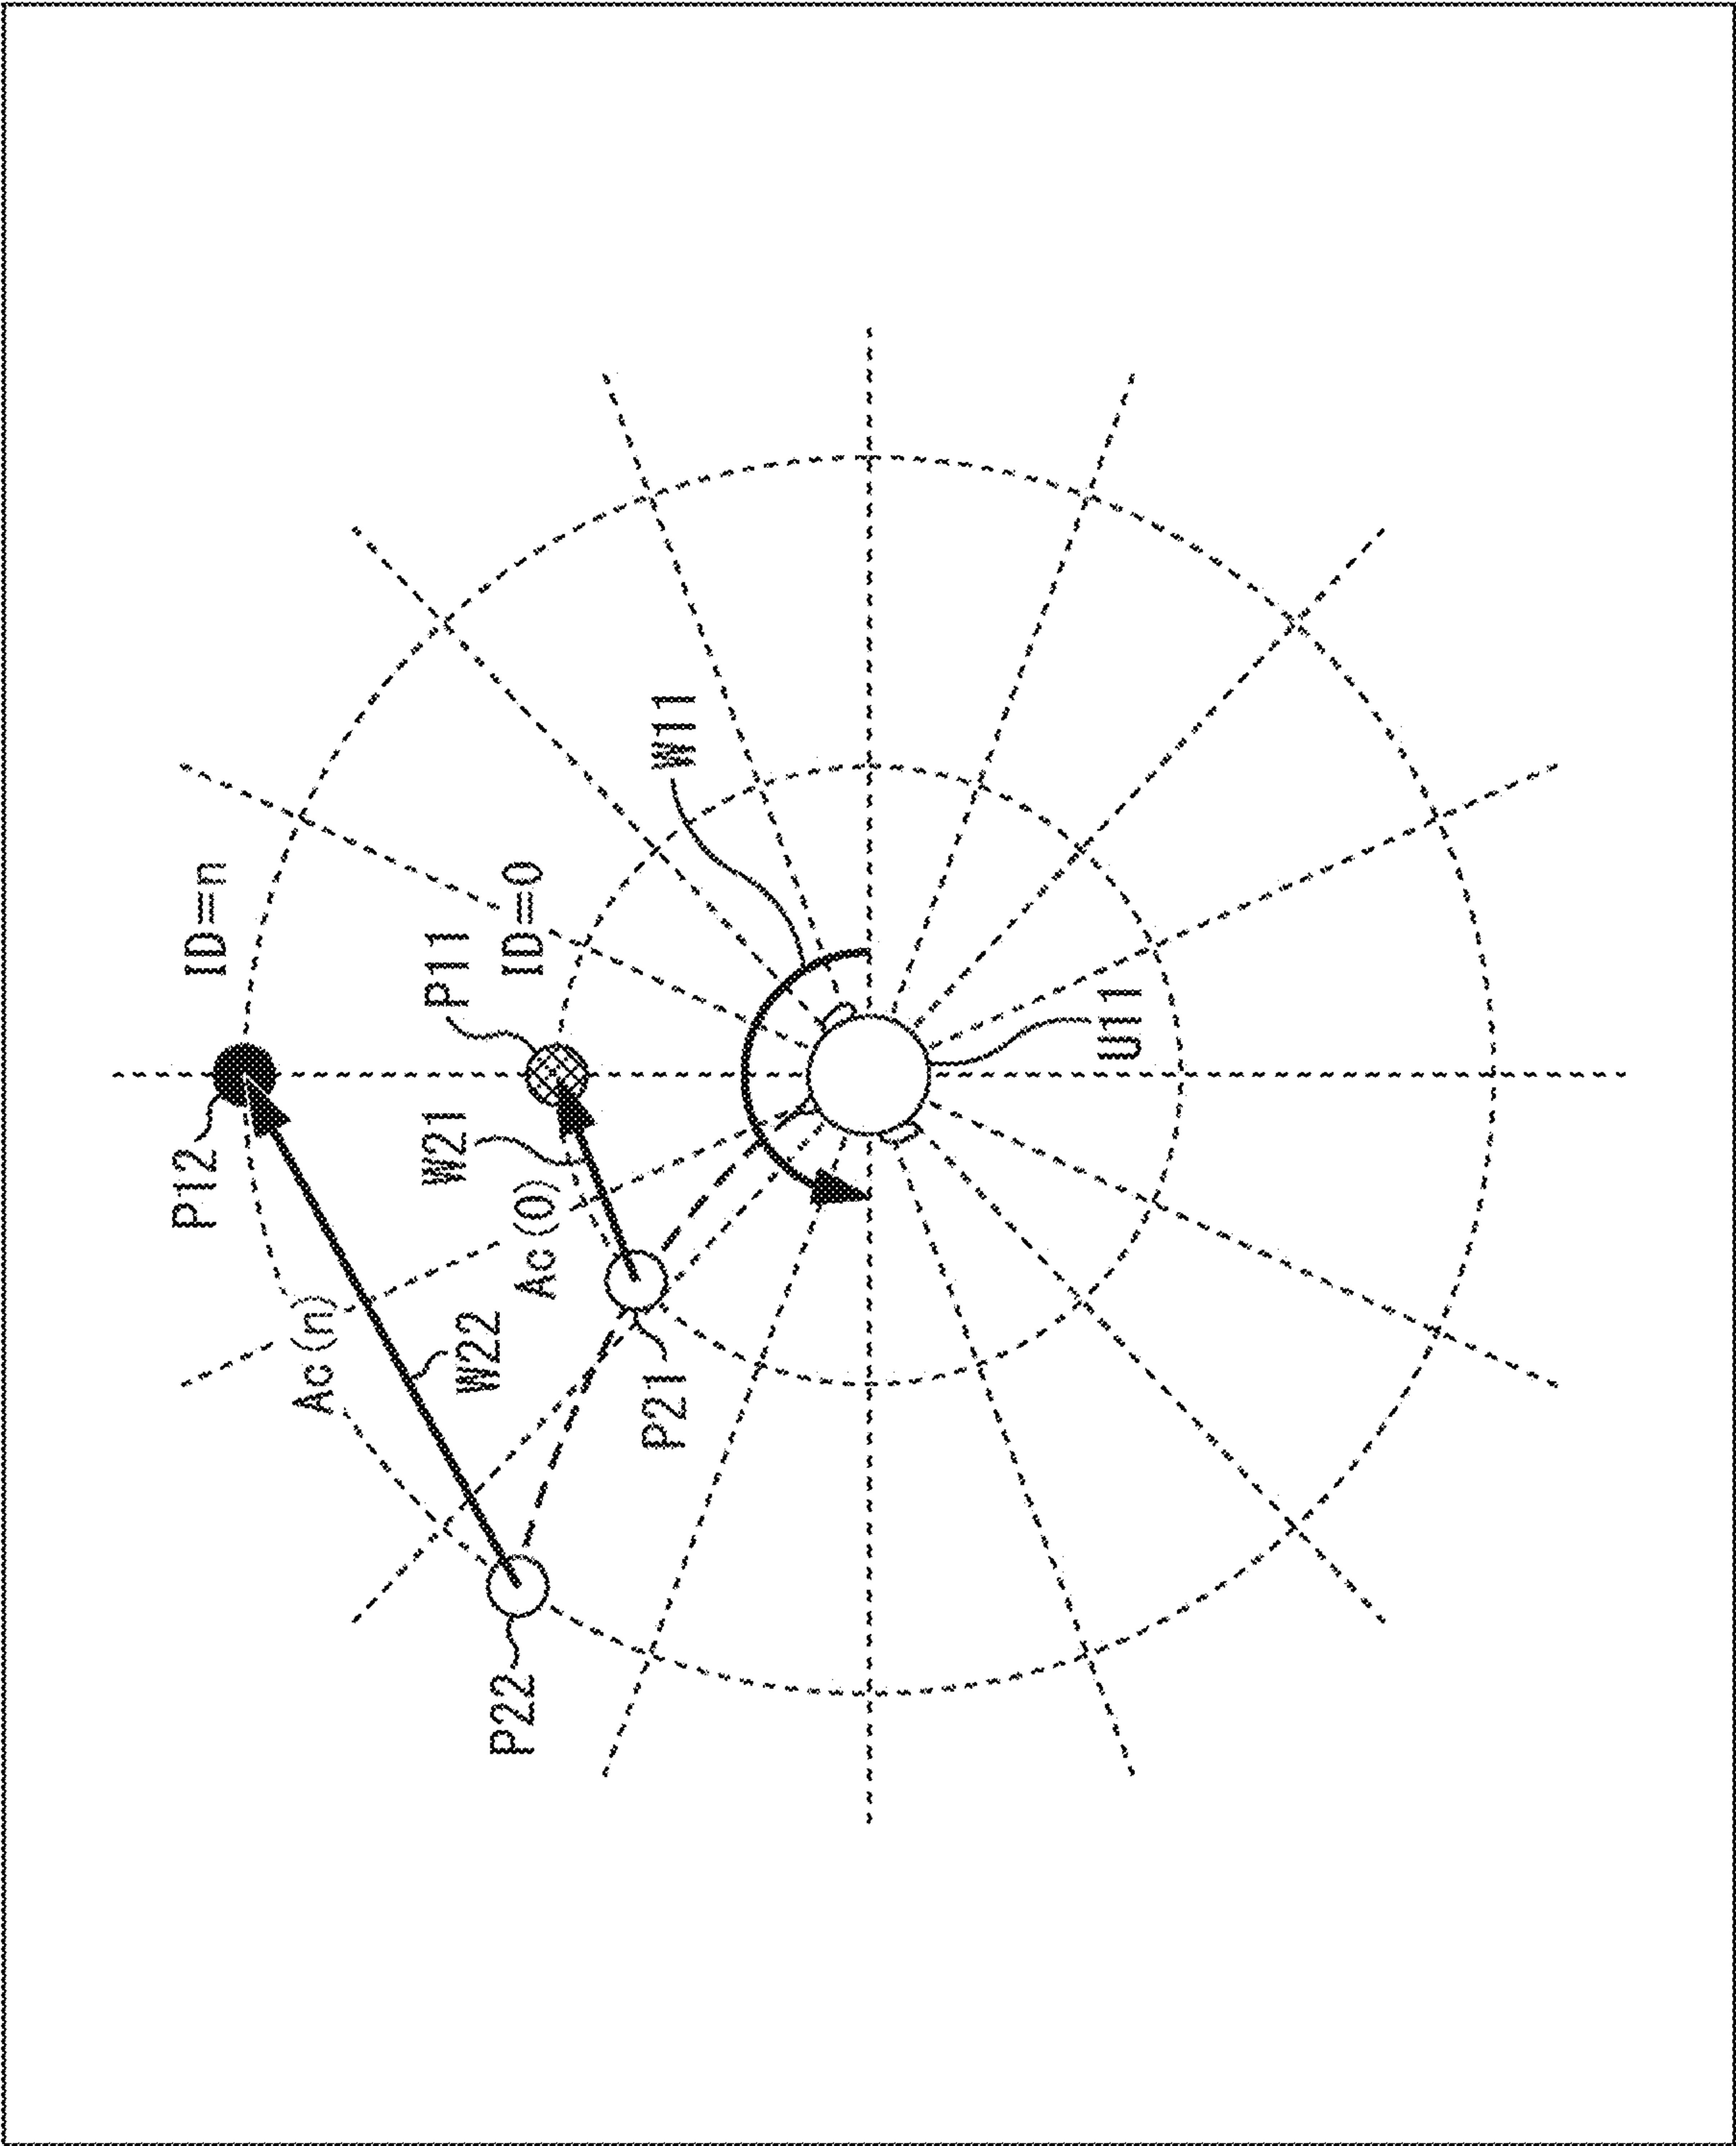 P12
ID=n
Ac(n)
W21
P11
W22
P22
Ac(0)
ID=0
P21
W11
U11